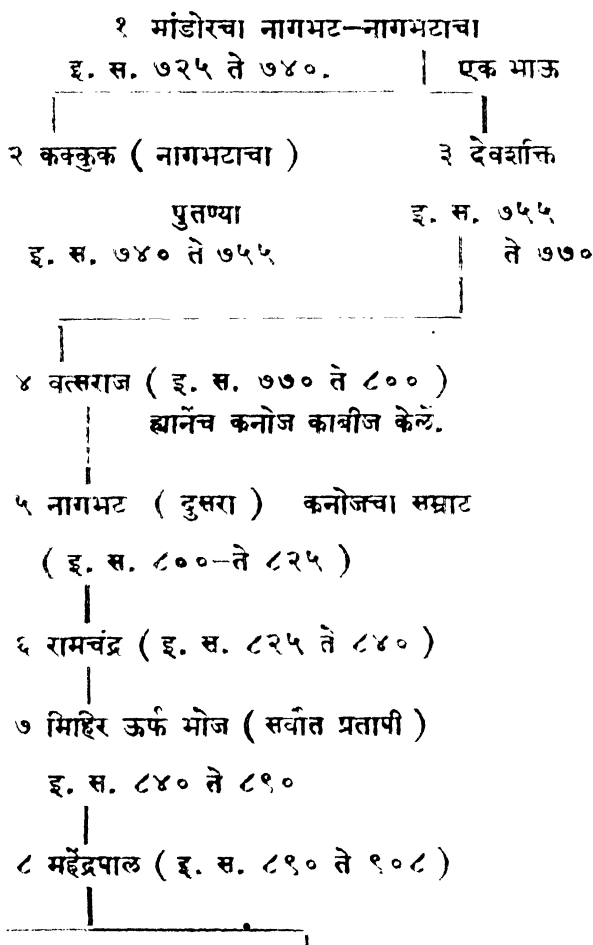 १ मांडोरचा नागभट–नागभटाचा
इ. स. ७२५ ते ७४०. एक भाऊ
२ कक्कुक ( नागभटाचा ) ३ देवर्शाक्त
पुतण्या इ. स. ७५५
इ. स. ७४० ते ७५५ ते ७७०
४ वत्सराज ( इ. स. ७७० ते ८०० )
ह्यानेंच कनोज काबीज केलें.
५ नागभट ( दुसरा ) कनोजचा सम्राट
( इ. स. ८००–ते ८२५ )
६ रामचंद्र ( इ. स. ८२५ ते ८४० )
७ मिहिर ऊर्फ भोज ( सर्वांत प्रतापी )
इ. स. ८४० ते ८९०
८ महेंद्रपाल ( इ. स. ८९० ते ९०८ )